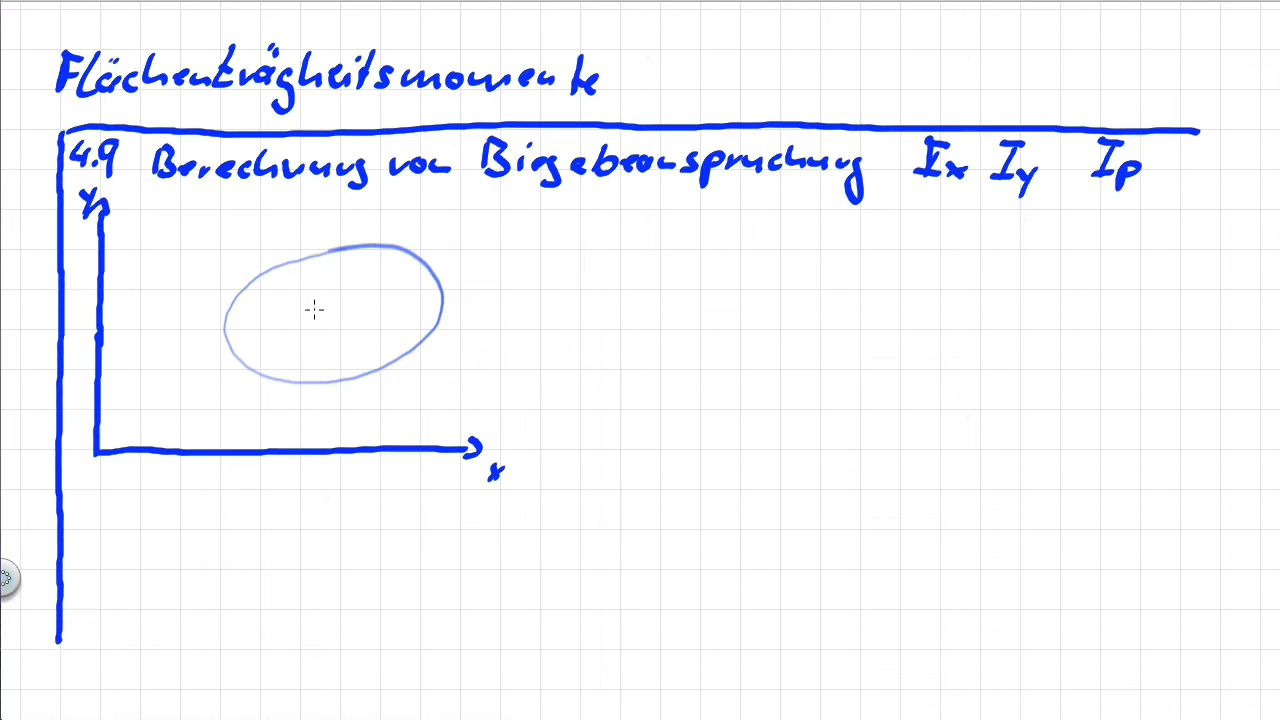 Flächenträgheitsmomente
4.9 Berechnung von Biegebeanspruchung Ix Iy Ip
y
x